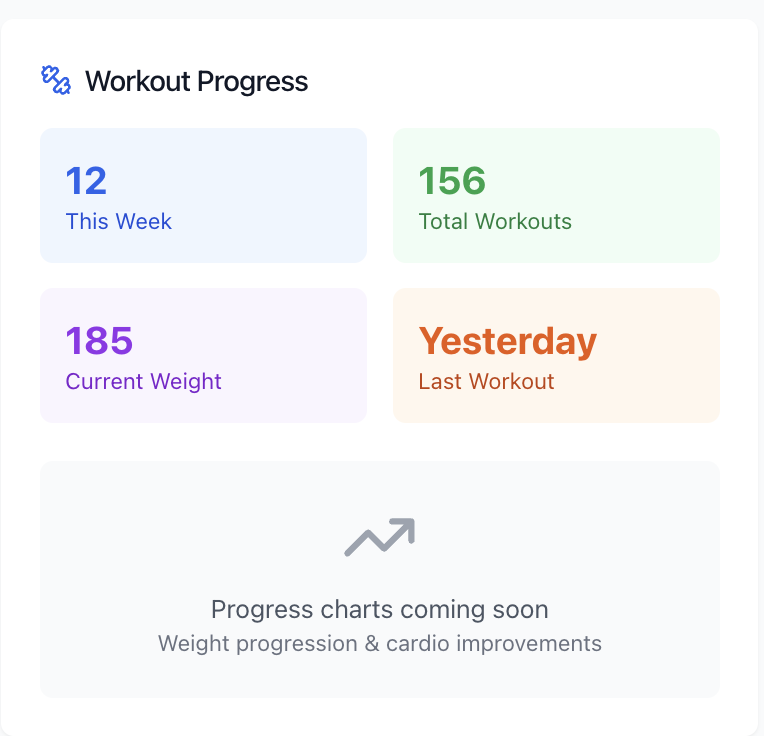 Workout Progress
12
This Week
156
Total Workouts
185
Current Weight
Yesterday
Last Workout
Progress charts coming soon
Weight progression & cardio improvements